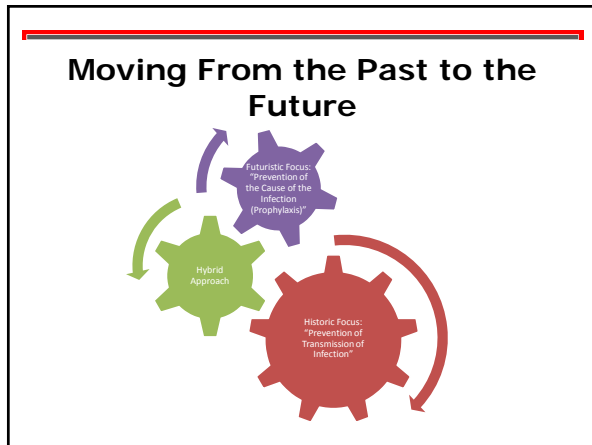 Moving From the Past to the
Future
Futuristic Focus:
"Prevention of
the Cause of the
Infection
(Prophylaxis)"
Hybrid
Approach
Historic Focus:
"Prevention of
Transmission of
Infection"